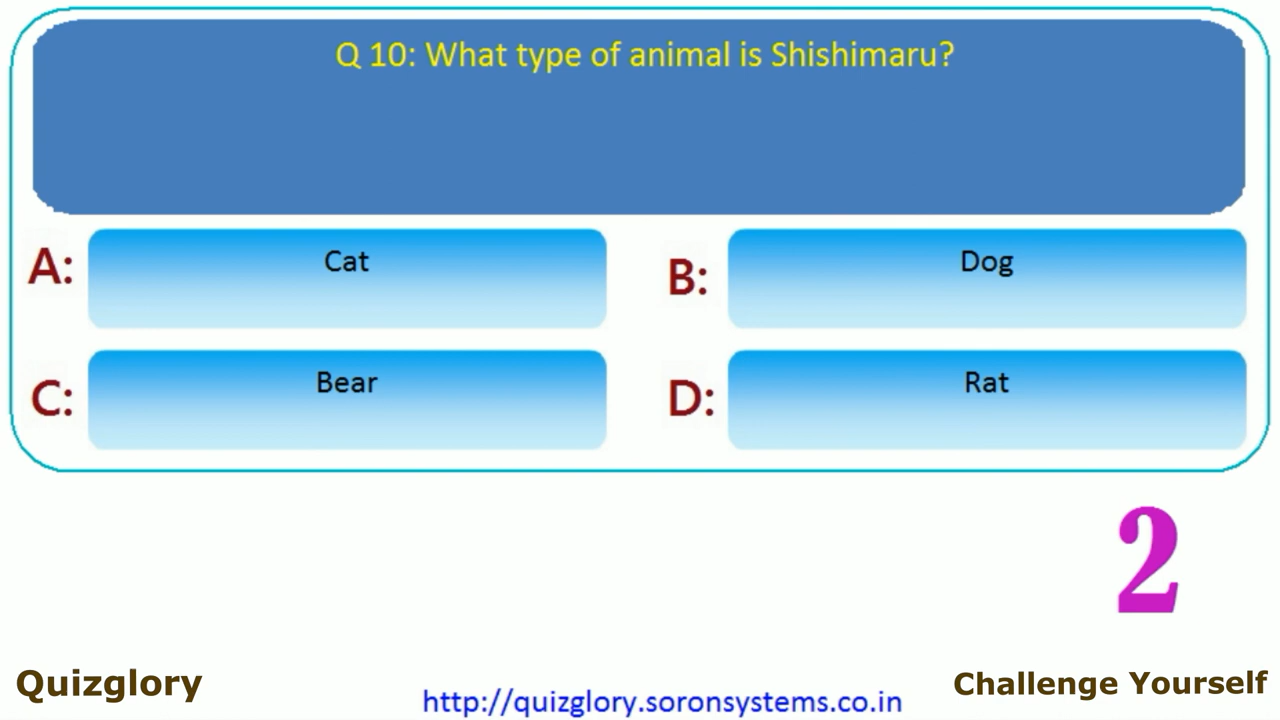 Q 10: What type of animal is Shishimaru?
A: Cat
B: Dog
C: Bear
D: Rat
2
Quizglory
http://quizglory.soronsystems.co.in
Challenge Yourself